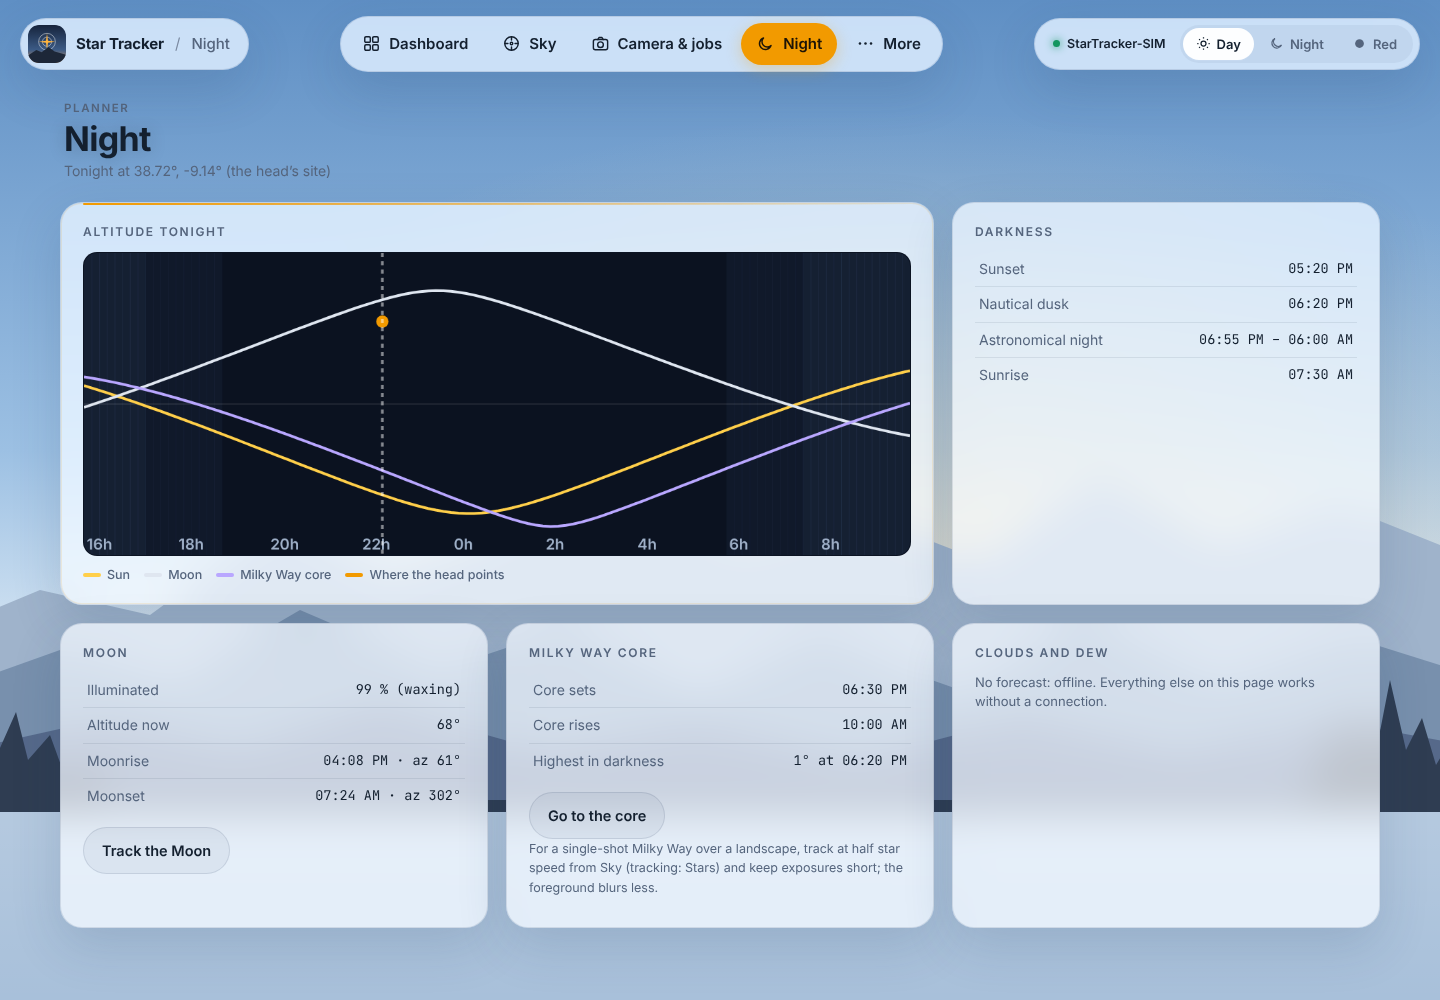 Star Tracker / Night
Dashboard
Sky
Camera & jobs
Night
More
StarTracker-SIM
Day
Night
Red
PLANNER
Night
Tonight at 38.72°, -9.14° (the head’s site)
ALTITUDE TONIGHT
16h 18h 20h 22h 0h 2h 4h 6h 8h
Sun Moon Milky Way core Where the head points
DARKNESS
Sunset 05:20 PM
Nautical dusk 06:20 PM
Astronomical night 06:55 PM – 06:00 AM
Sunrise 07:30 AM
MOON
Illuminated 99 % (waxing)
Altitude now 68°
Moonrise 04:08 PM · az 61°
Moonset 07:24 AM · az 302°
Track the Moon
MILKY WAY CORE
Core sets 06:30 PM
Core rises 10:00 AM
Highest in darkness 1° at 06:20 PM
Go to the core
For a single-shot Milky Way over a landscape, track at half star
speed from Sky (tracking: Stars) and keep exposures short; the
foreground blurs less.
CLOUDS AND DEW
No forecast: offline. Everything else on this page works
without a connection.